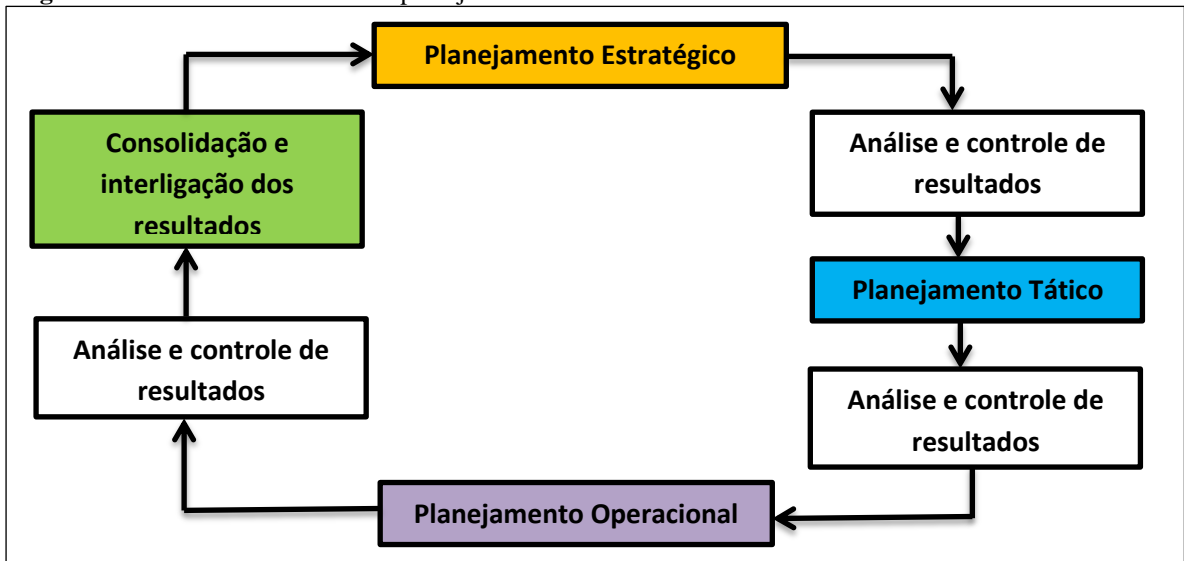 Planejamento Estratégico
Análise e controle de
resultados
Planejamento Tático
Análise e controle de
resultados
Planejamento Operacional
Análise e controle de
resultados
Consolidação e
interligação dos
resultados